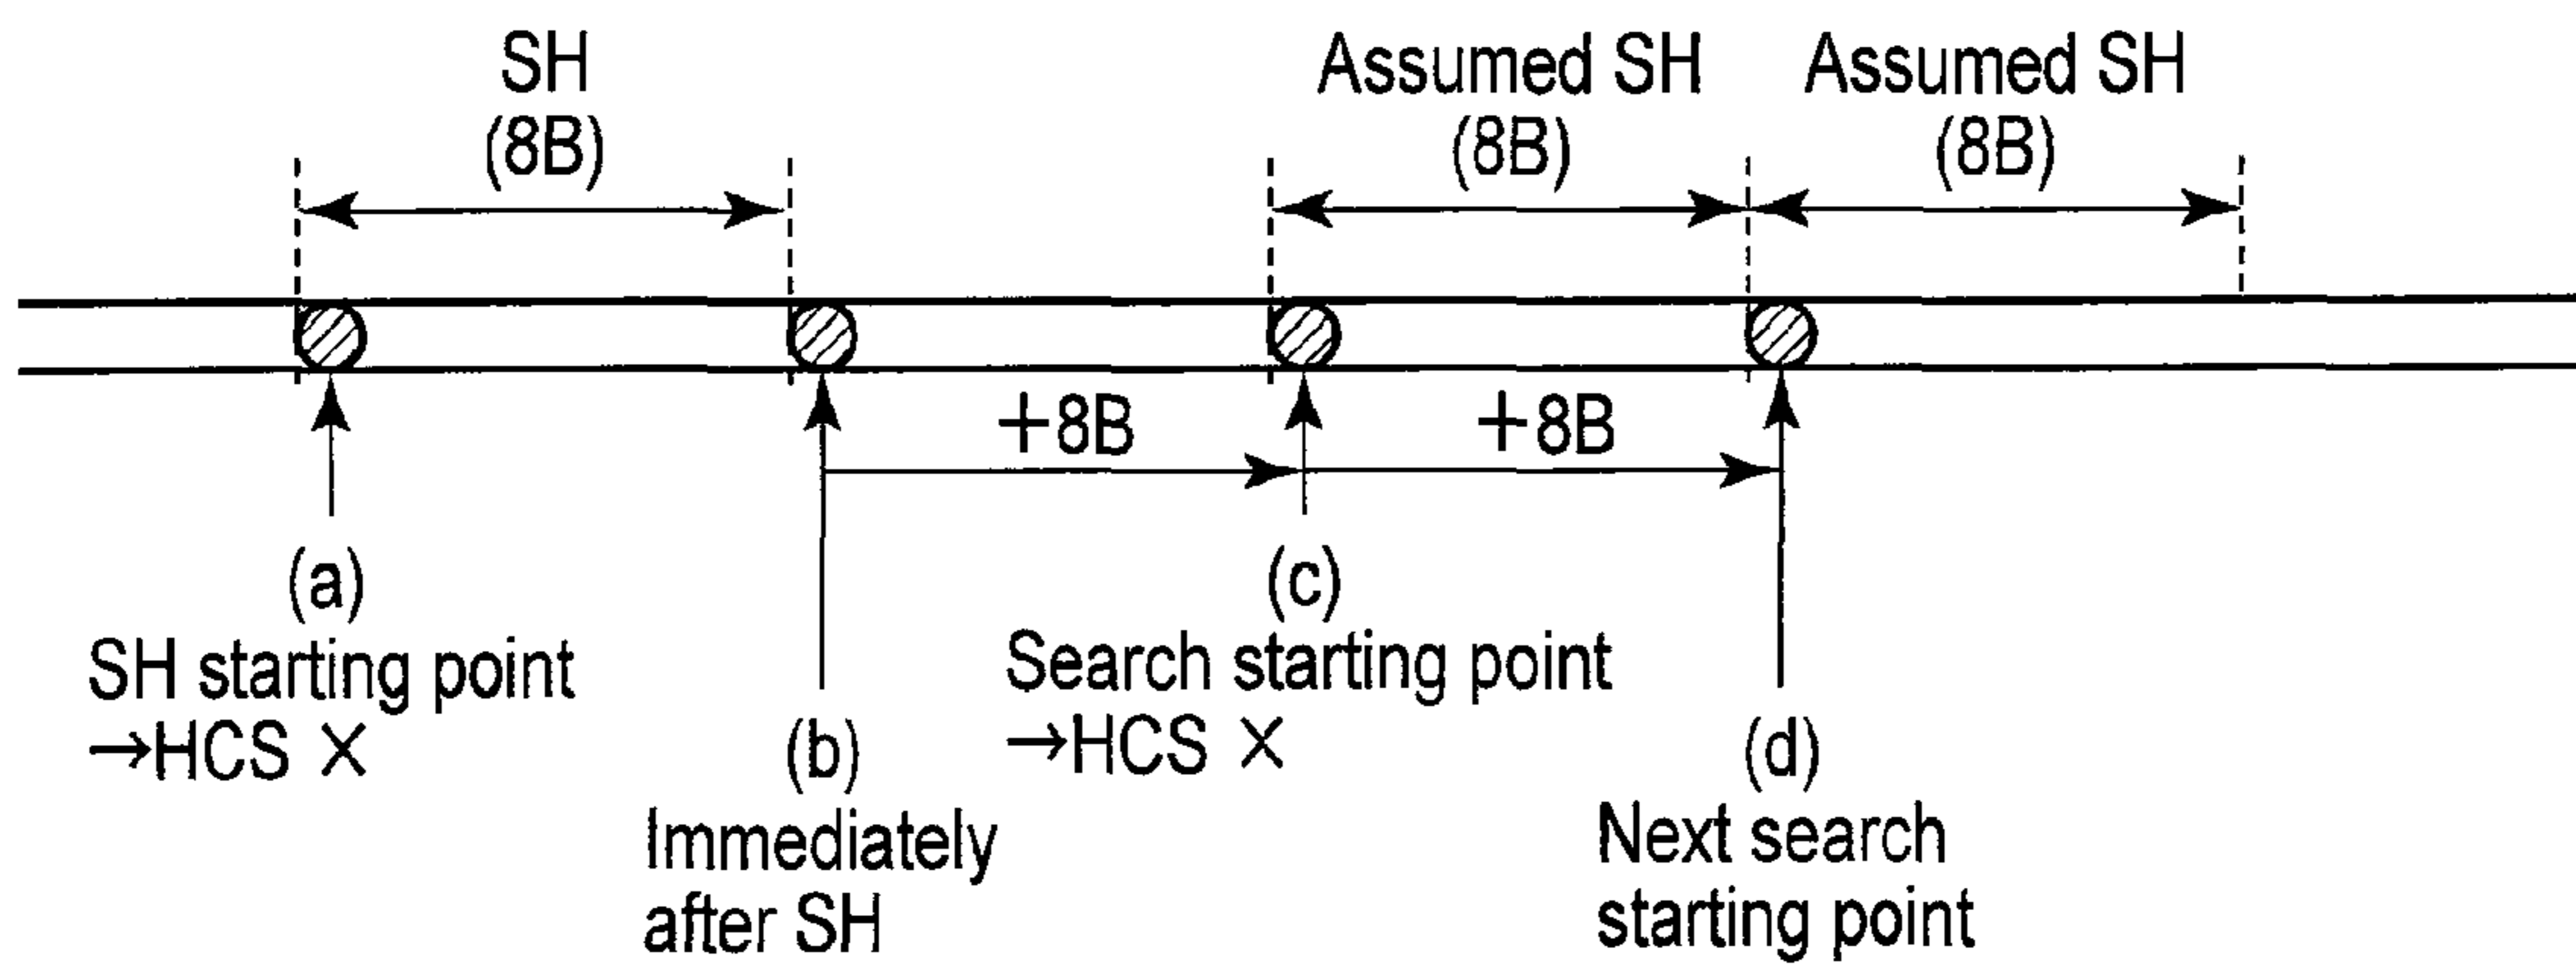 SH
(8B)
Assumed SH
(8B)
Assumed SH
(8B)
+8B
+8B
(a)
SH starting point
→HCS ×
(b)
Immediately
after SH
(c)
Search starting point
→HCS ×
(d)
Next search
starting point